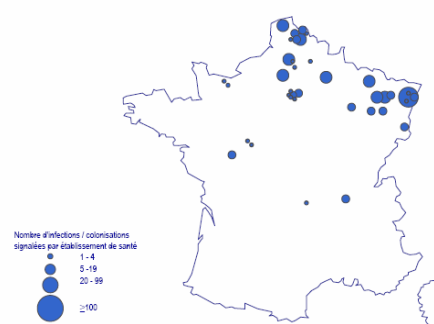 Nombre d'infections / colonisations
signalées par établissement de santé
1 - 4
5 -19
20 - 99
≥100